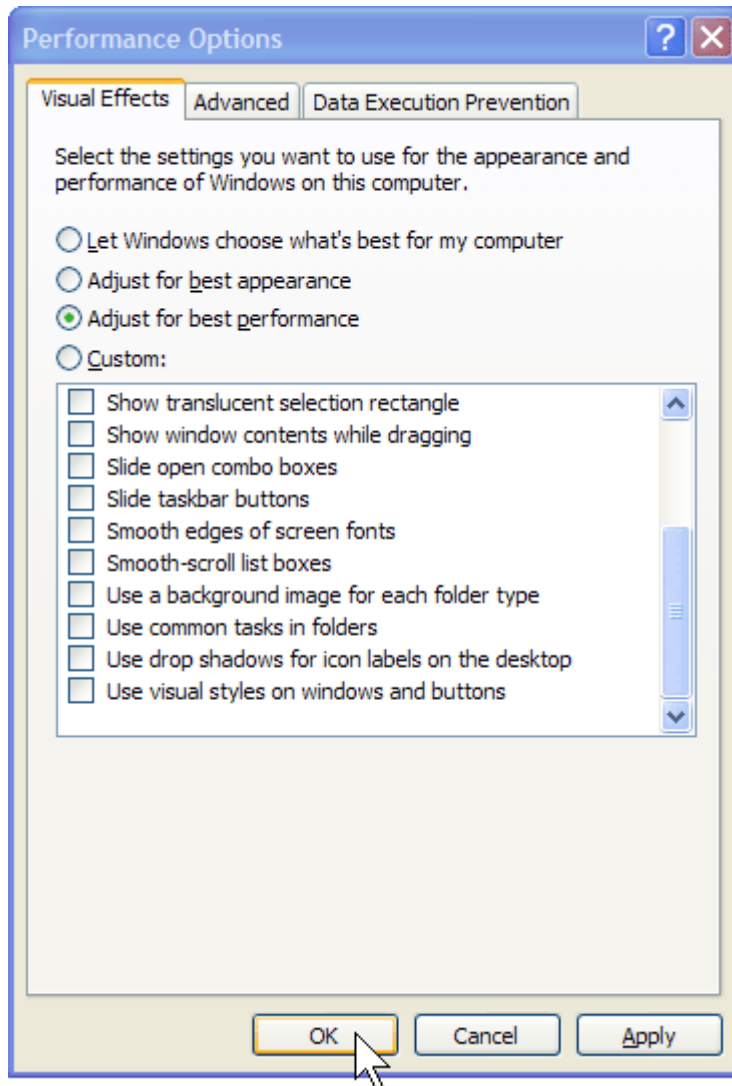 Performance Options
Visual Effects Advanced Data Execution Prevention
Select the settings you want to use for the appearance and
performance of Windows on this computer.
Let Windows choose what's best for my computer
Adjust for best appearance
Adjust for best performance
Custom:
Show translucent selection rectangle
Show window contents while dragging
Slide open combo boxes
Slide taskbar buttons
Smooth edges of screen fonts
Smooth-scroll list boxes
Use a background image for each folder type
Use common tasks in folders
Use drop shadows for icon labels on the desktop
Use visual styles on windows and buttons
OK Cancel Apply